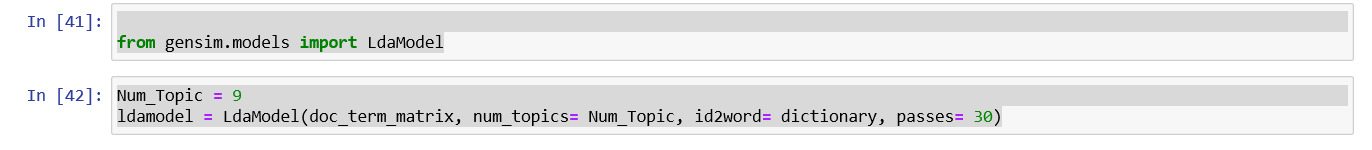 In [41]:
from gensim.models import LdaModel
In [42]:
Num_Topic = 9
ldamodel = LdaModel(doc_term_matrix, num_topics= Num_Topic, id2word= dictionary, passes= 30)